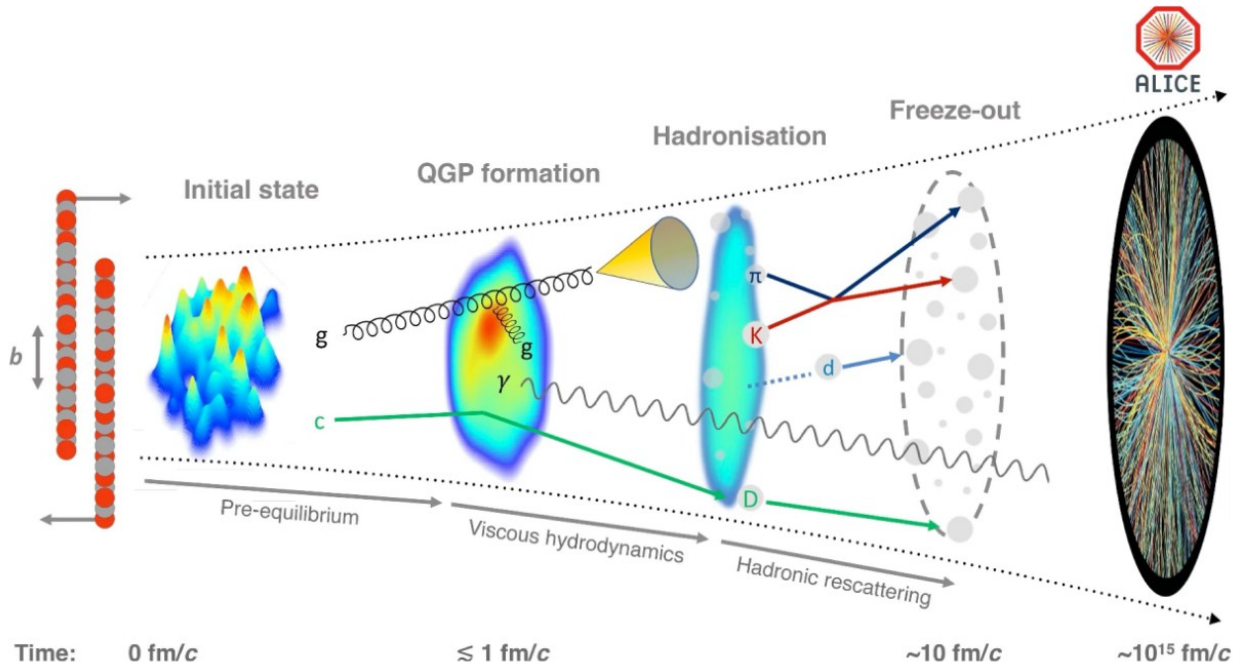 ALICE
Freeze-out
Hadronisation
QGP formation
Initial state
b
g
g
γ
c
π
K
d
D
Pre-equilibrium
Viscous hydrodynamics
Hadronic rescattering
Time: 0 fm/c ≲ 1 fm/c ~10 fm/c ~10¹⁵ fm/c